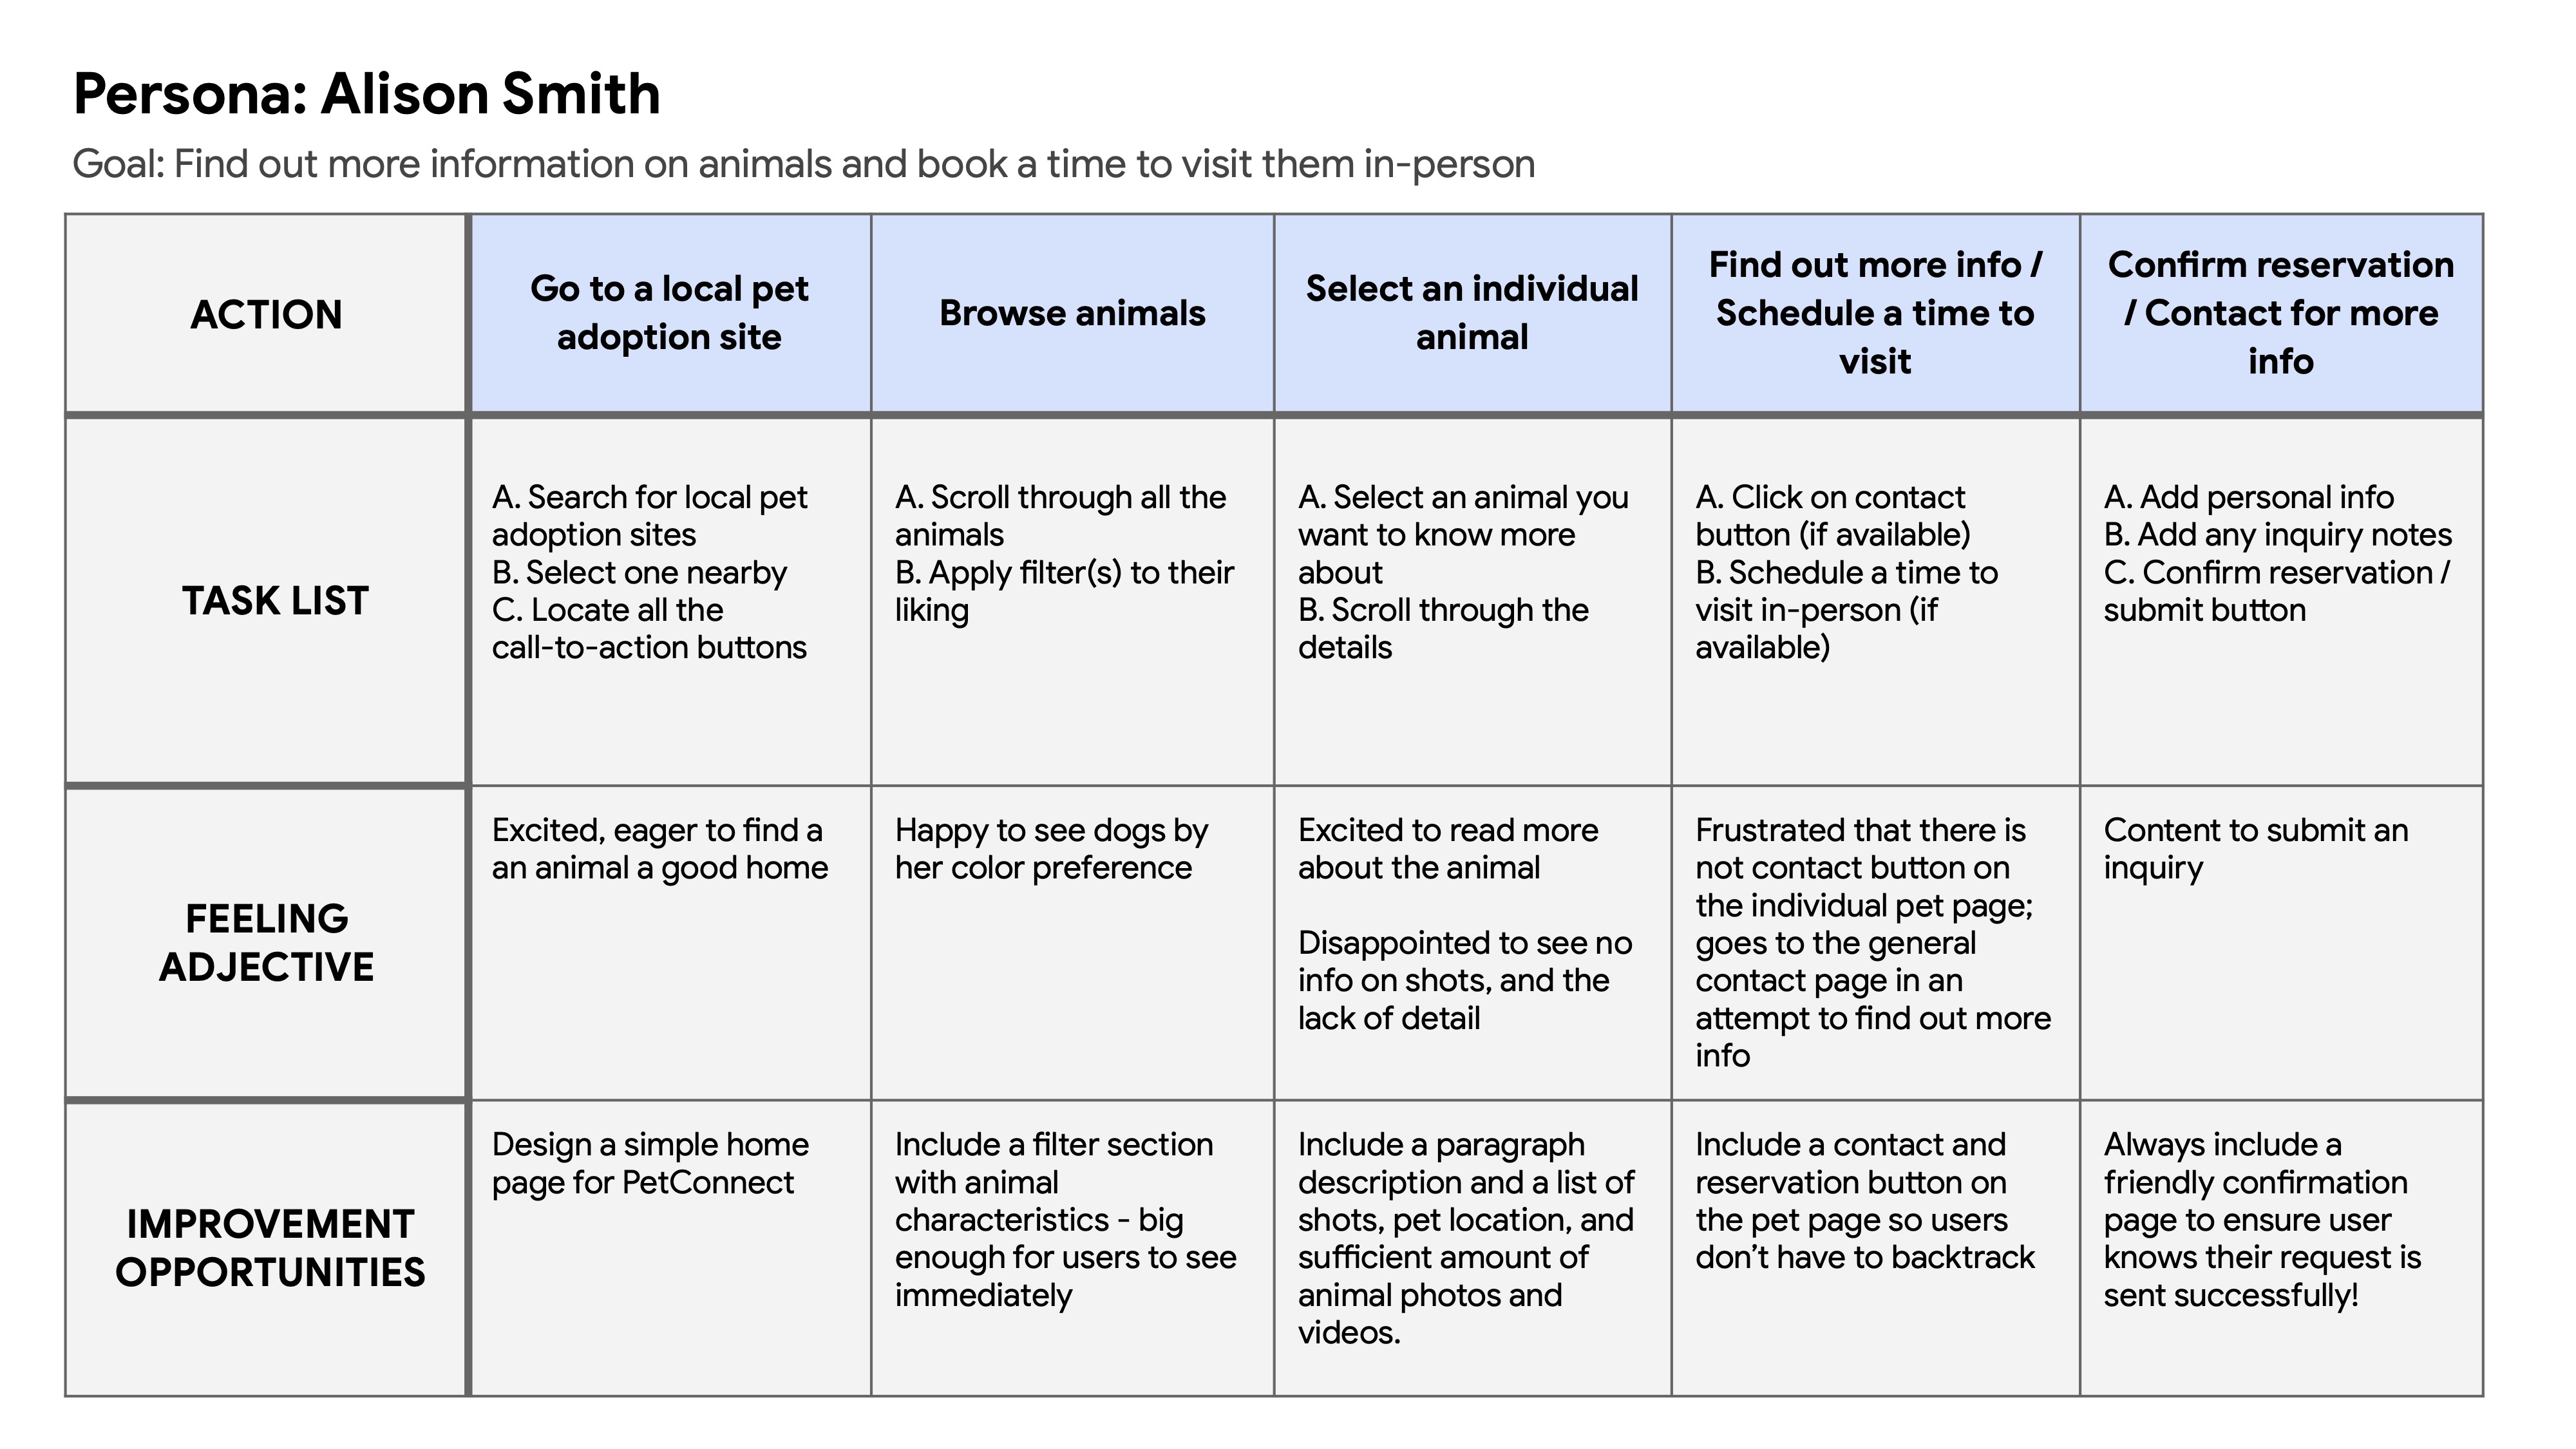 Persona: Alison Smith
Goal: Find out more information on animals and book a time to visit them in-person
ACTION
Go to a local pet
adoption site
Browse animals
Select an individual
animal
Find out more info /
Schedule a time to
visit
Confirm reservation
/ Contact for more
info
TASK LIST
A. Search for local pet
adoption sites
B. Select one nearby
C. Locate all the
call-to-action buttons
A. Scroll through all the
animals
B. Apply filter(s) to their
liking
A. Select an animal you
want to know more
about
B. Scroll through the
details
A. Click on contact
button (if available)
B. Schedule a time to
visit in-person (if
available)
A. Add personal info
B. Add any inquiry notes
C. Confirm reservation /
submit button
FEELING
ADJECTIVE
Excited, eager to find a
an animal a good home
Happy to see dogs by
her color preference
Excited to read more
about the animal
Disappointed to see no
info on shots, and the
lack of detail
Frustrated that there is
not contact button on
the individual pet page;
goes to the general
contact page in an
attempt to find out more
info
Content to submit an
inquiry
IMPROVEMENT
OPPORTUNITIES
Design a simple home
page for PetConnect
Include a filter section
with animal
characteristics - big
enough for users to see
immediately
Include a paragraph
description and a list of
shots, pet location, and
sufficient amount of
animal photos and
videos.
Include a contact and
reservation button on
the pet page so users
don’t have to backtrack
Always include a
friendly confirmation
page to ensure user
knows their request is
sent successfully!